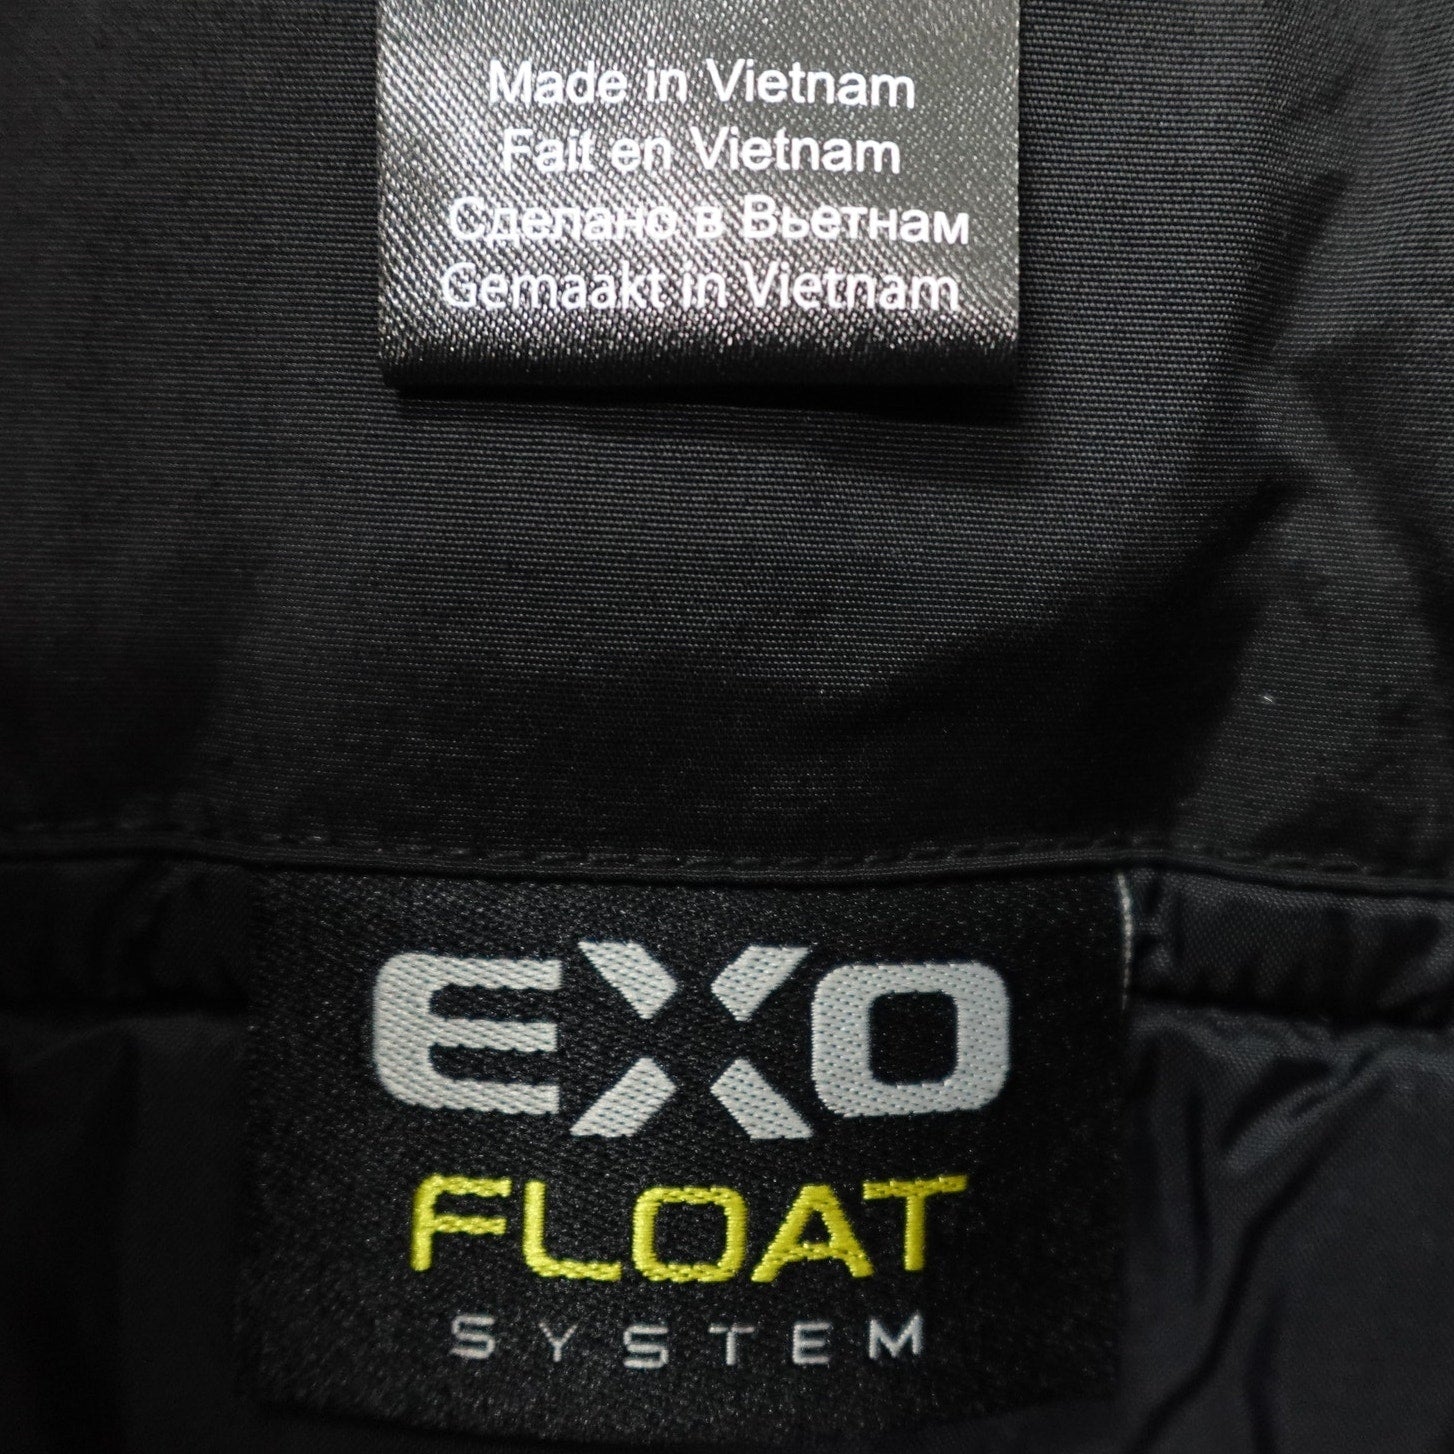 Made in Vietnam
Fait en Vietnam
Сделано в Вьетнам
Gemaakt in Vietnam
EXO
FLOAT
SYSTEM